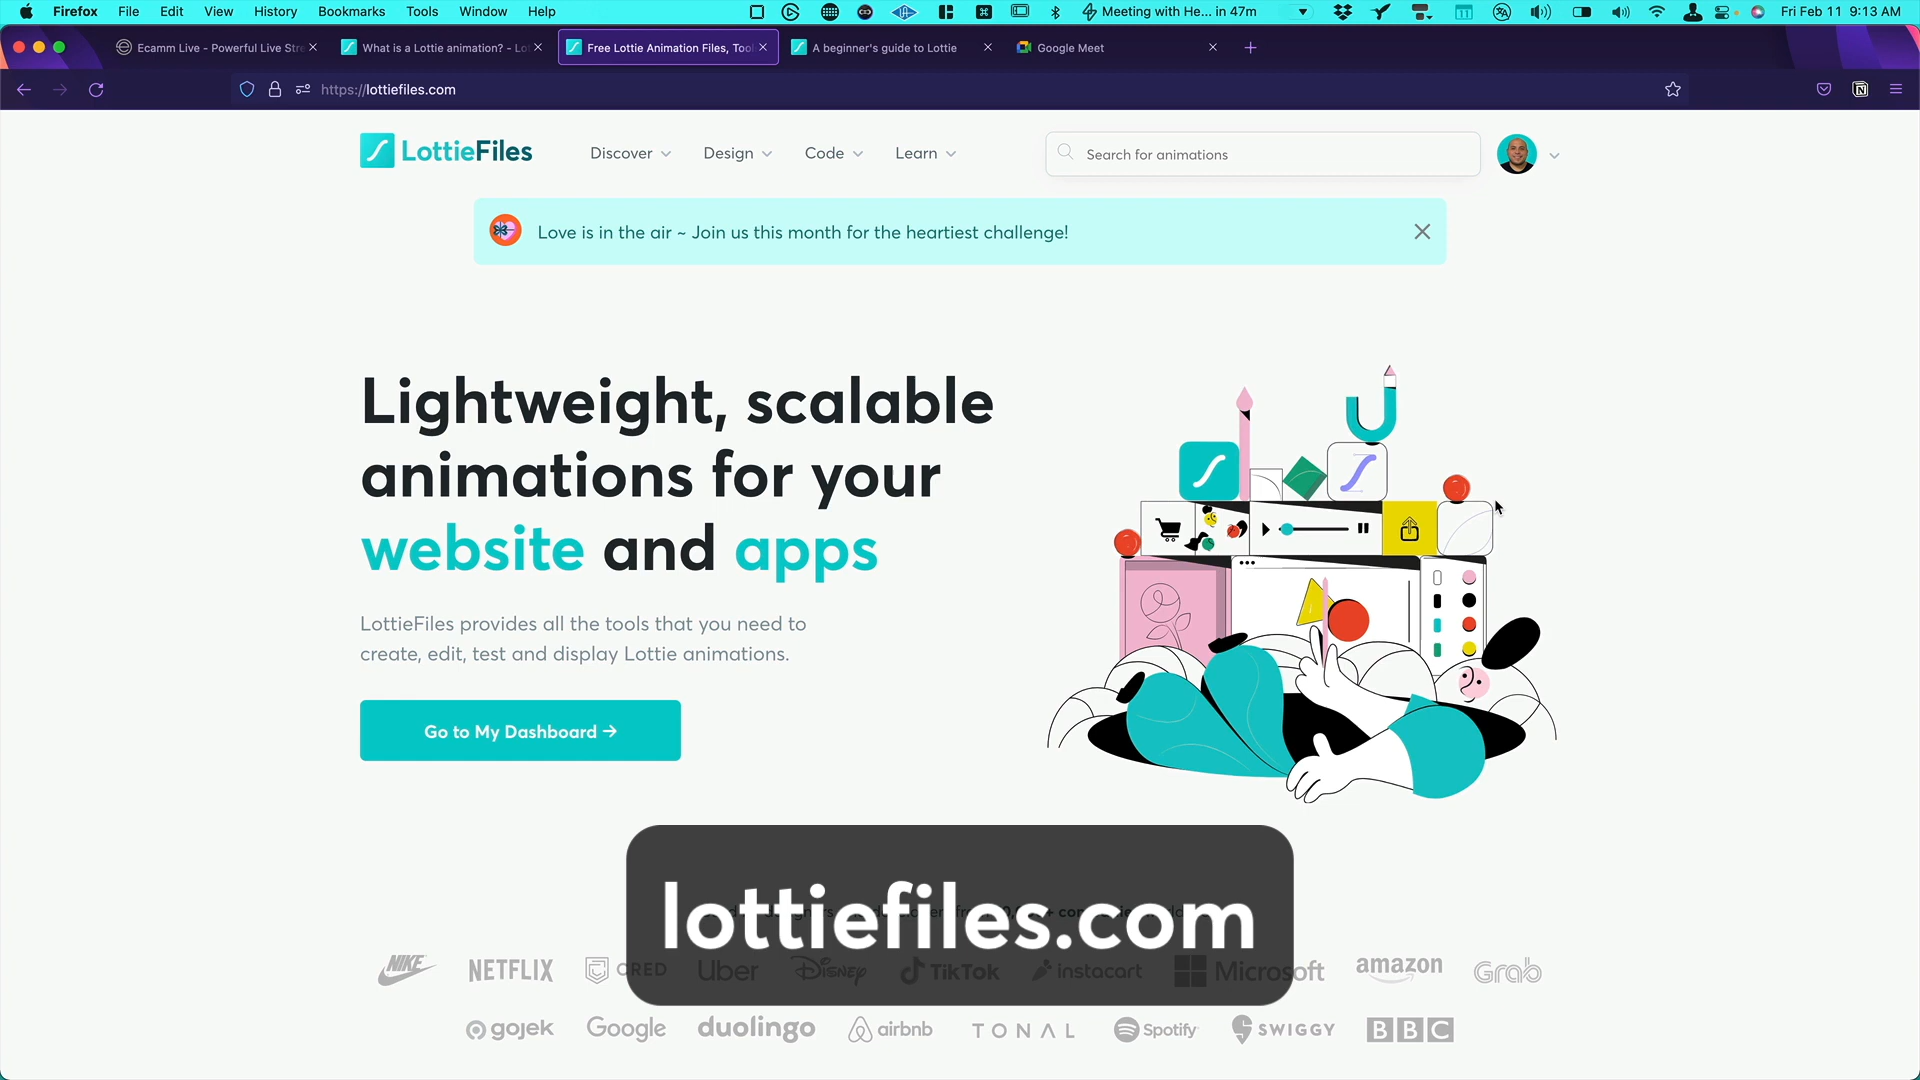 Firefox File Edit View History Bookmarks Tools Window Help Meeting with He... in 47m Fri Feb 11 9:13 AM
Ecamm Live - Powerful Live Stre What is a Lottie animation? - Lo Free Lottie Animation Files, Too A beginner's guide to Lottie Google Meet
https://lottiefiles.com
LottieFiles Discover Design Code Learn Search for animations
Love is in the air ~ Join us this month for the heartiest challenge!
Lightweight, scalable
animations for your
website and apps
LottieFiles provides all the tools that you need to
create, edit, test and display Lottie animations.
Go to My Dashboard →
lottiefiles.com
NIKE NETFLIX CRED Uber Disney TikTok instacart Microsoft amazon Grab
gojek Google duolingo airbnb TONAL Spotify SWIGGY BBC